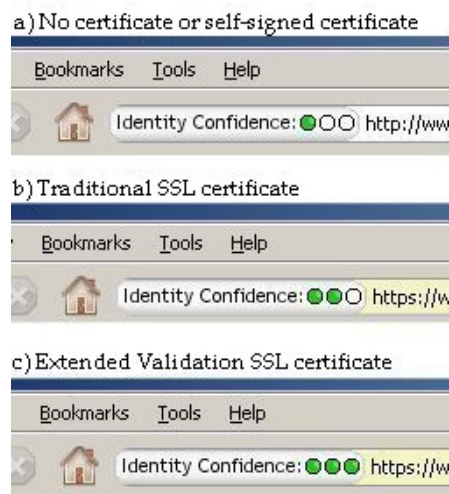 a) No certificate or self-signed certificate
Bookmarks Tools Help
Identity Confidence: http://www
b) Traditional SSL certificate
Bookmarks Tools Help
Identity Confidence: https://w
c) Extended Validation SSL certificate
Bookmarks Tools Help
Identity Confidence: https://w